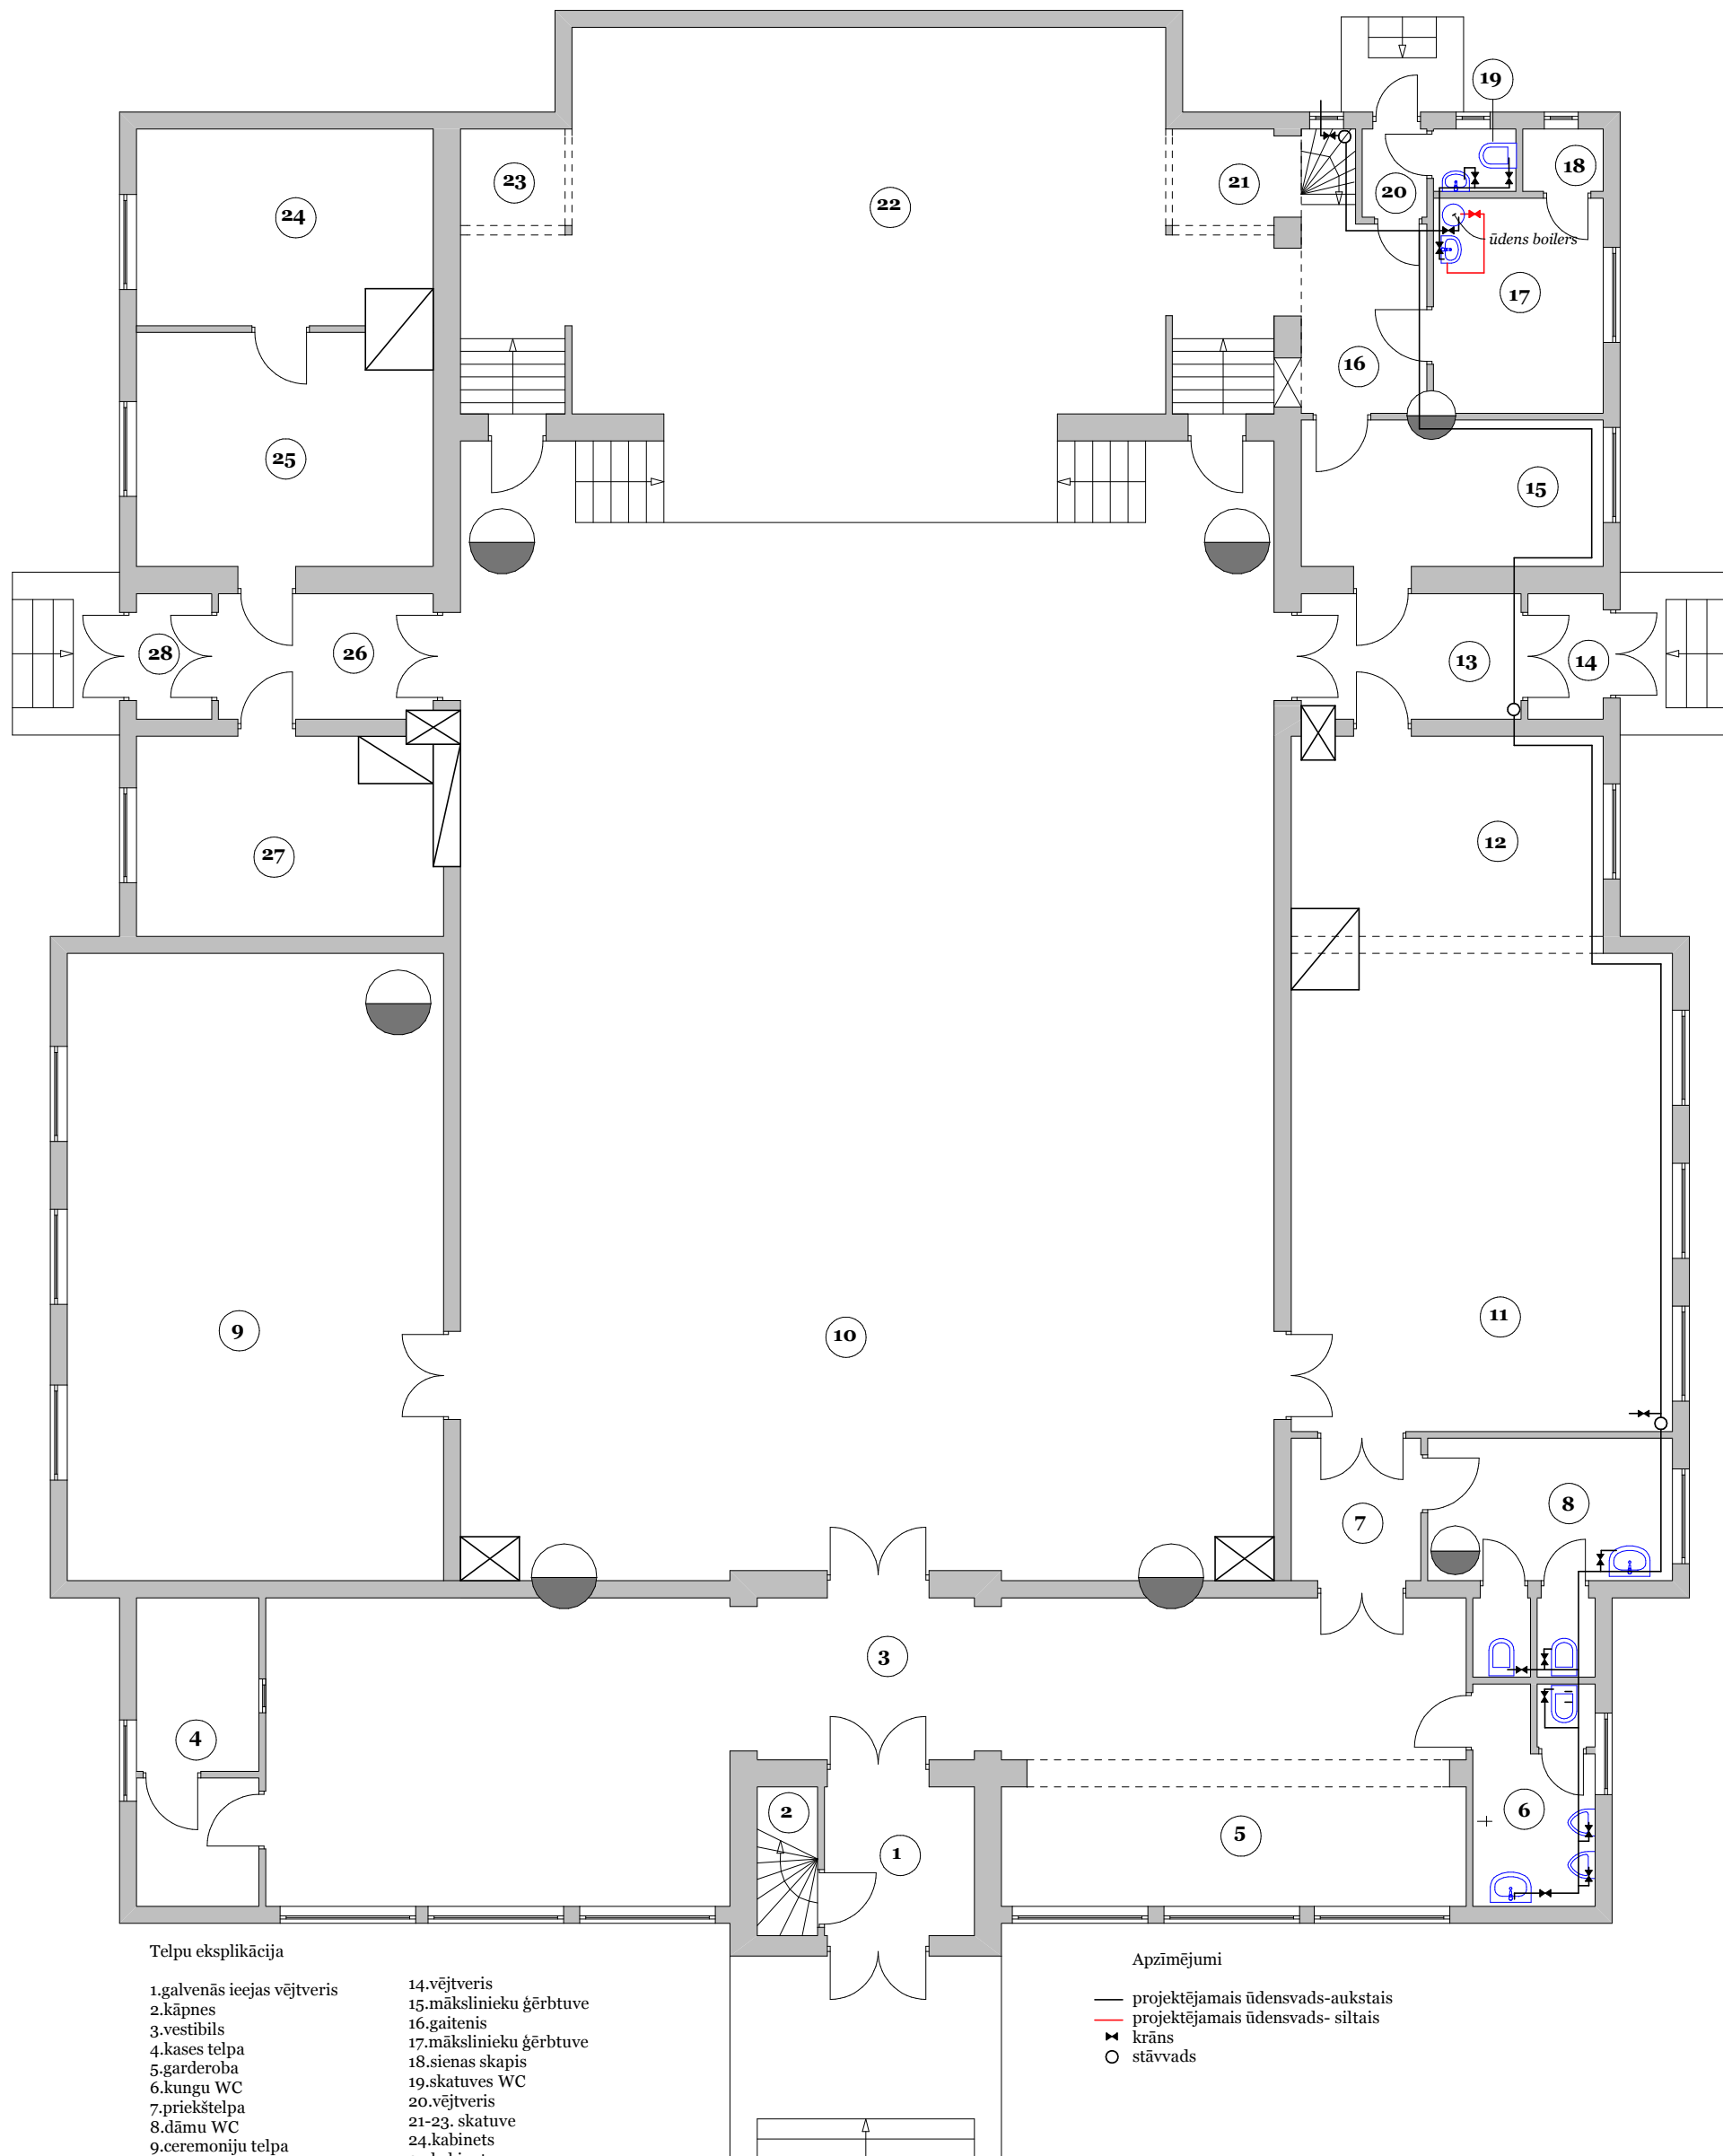 19
18
23
21
20
24
22
ūdens boilers
17
16
25
15
28
26
13
14
12
27
11
9
10
8
7
3
4
2
6
5
1
Telpu eksplikācija
1.galvenās ieejas vējtveris
2.kāpnes
3.vestibils
4.kases telpa
5.garderoba
6.kungu WC
7.priekštelpa
8.dāmu WC
9.ceremoniju telpa
14.vējtveris
15.mākslinieku ģērbtuve
16.gaitenis
17.mākslinieku ģērbtuve
18.sienas skapis
19.skatuves WC
20.vējtveris
21-23. skatuve
24.kabinets
Apzīmējumi
projektējamais ūdensvads-aukstais
projektējamais ūdensvads- siltais
krāns
stāvvads